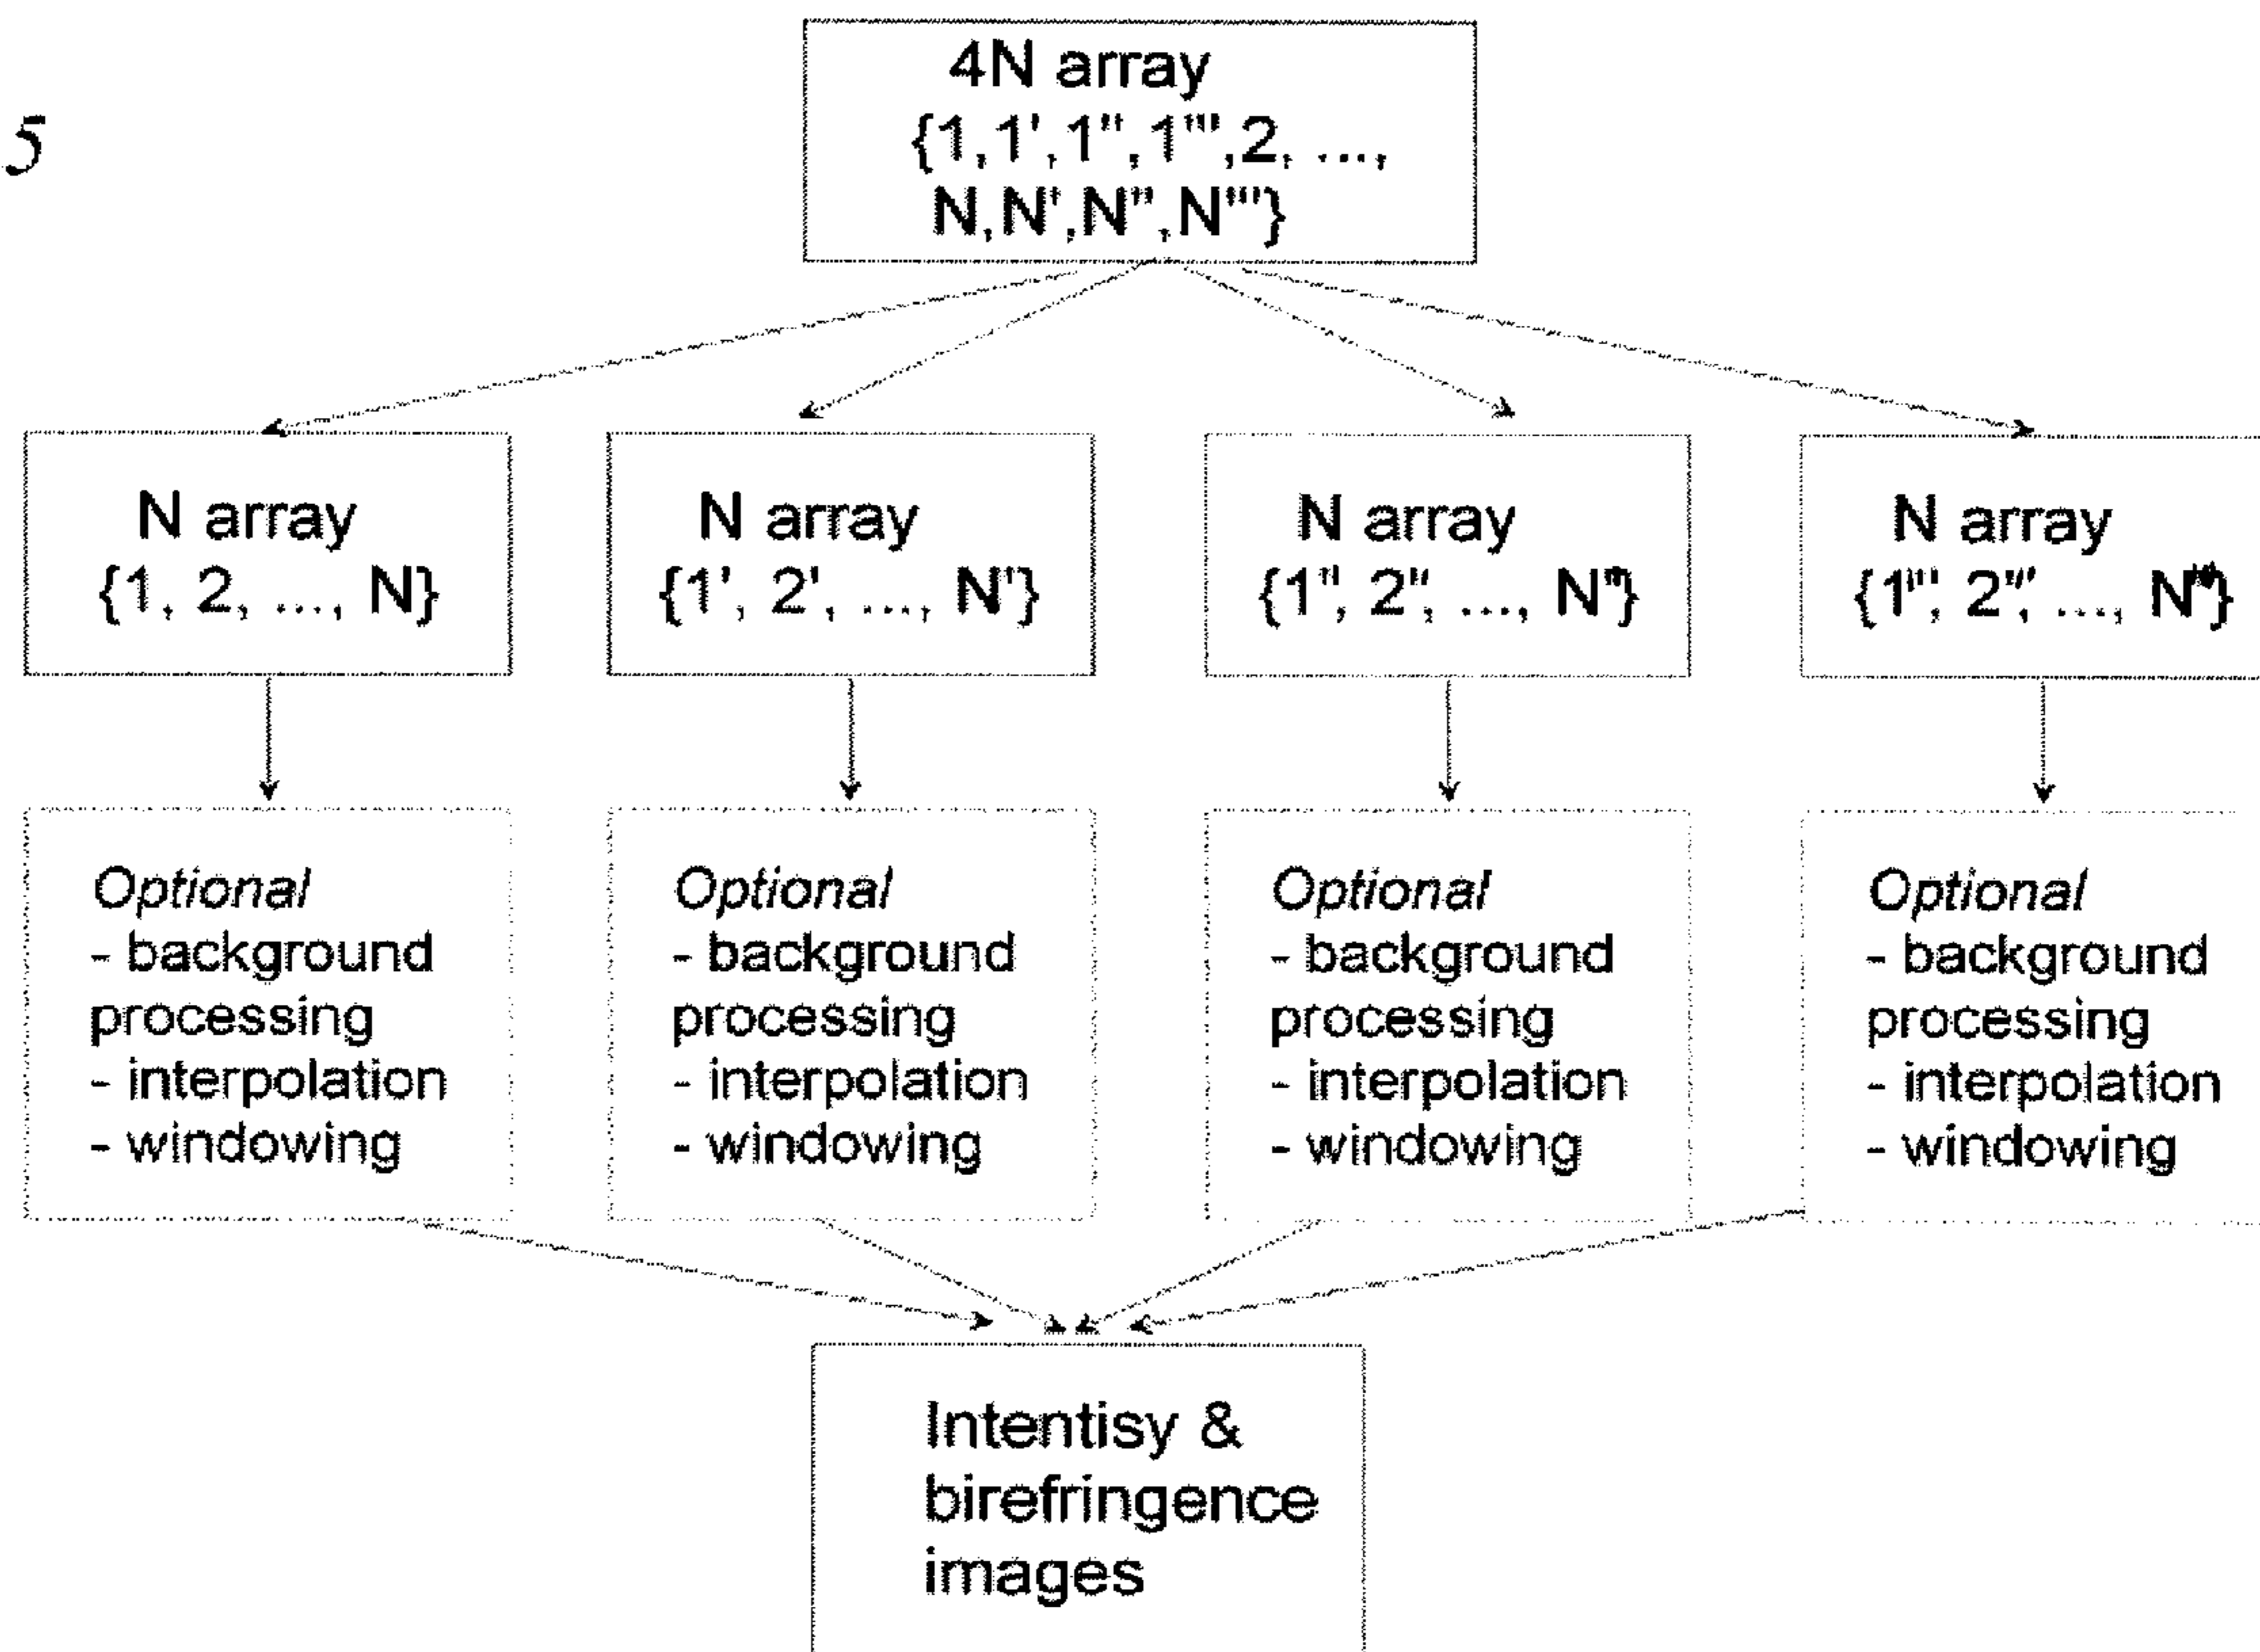 5
4N array
{1,1',1'',1''',2, ...,
N,N',N'',N'''}
N array
{1, 2, ..., N}
N array
{1', 2', ..., N'}
N array
{1'', 2'', ..., N''}
N array
{1''', 2''', ..., N'''}
Optional
- background
processing
- interpolation
- windowing
Optional
- background
processing
- interpolation
- windowing
Optional
- background
processing
- interpolation
- windowing
Optional
- background
processing
- interpolation
- windowing
Intentisy &
birefringence
images